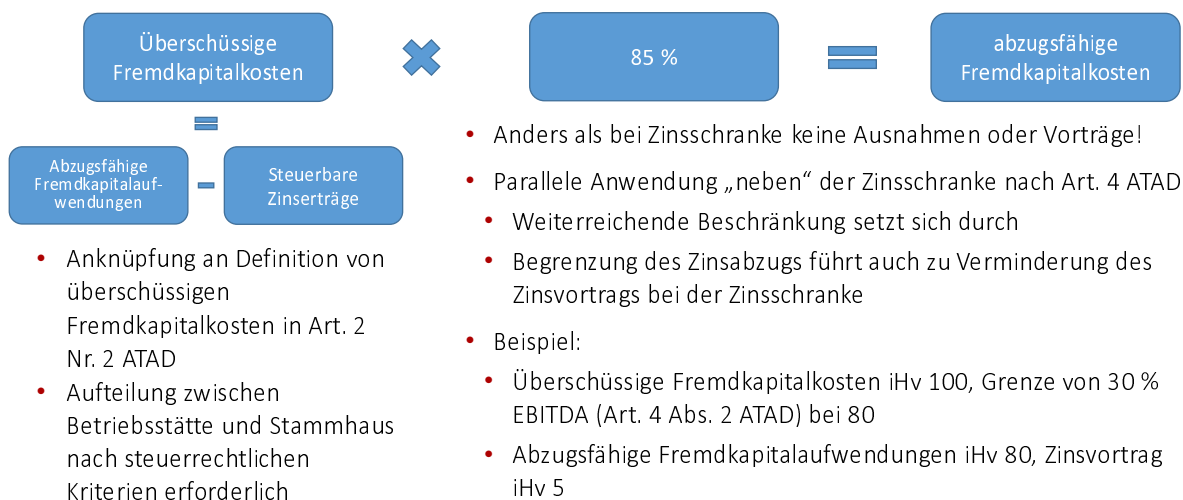 Überschüssige
Fremdkapitalkosten
85 %
abzugsfähige
Fremdkapitalkosten
Abzugsfähige
Fremdkapitalauf-
wendungen
Steuerbare
Zinserträge
• Anknüpfung an Definition von
überschüssigen
Fremdkapitalkosten in Art. 2
Nr. 2 ATAD
• Aufteilung zwischen
Betriebsstätte und Stammhaus
nach steuerrechtlichen
Kriterien erforderlich
• Anders als bei Zinsschranke keine Ausnahmen oder Vorträge!
• Parallele Anwendung „neben“ der Zinsschranke nach Art. 4 ATAD
• Weiterreichende Beschränkung setzt sich durch
• Begrenzung des Zinsabzugs führt auch zu Verminderung des
Zinsvortrags bei der Zinsschranke
• Beispiel:
• Überschüssige Fremdkapitalkosten iHv 100, Grenze von 30 %
EBITDA (Art. 4 Abs. 2 ATAD) bei 80
• Abzugsfähige Fremdkapitalaufwendungen iHv 80, Zinsvortrag
iHv 5